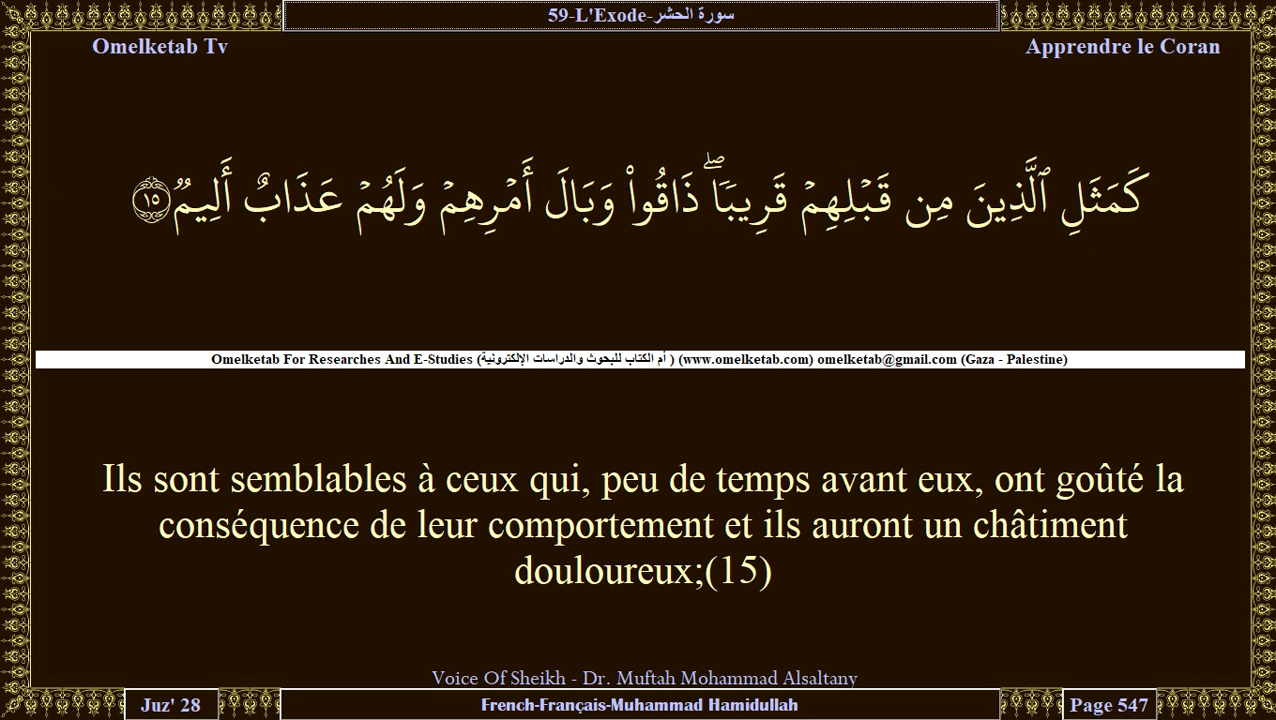 59-L'Exode-سورة الحشر
Omelketab Tv
Apprendre le Coran
كَمَثَلِ ٱلَّذِينَ مِن قَبۡلِهِمۡ قَرِيبٗاۖ ذَاقُواْ وَبَالَ أَمۡرِهِمۡ وَلَهُمۡ عَذَابٌ أَلِيمٞ ١٥
Omelketab For Researches And E-Studies (أم الكتاب للبحوث والدراسات الإلكترونية ) (www.omelketab.com) omelketab@gmail.com (Gaza - Palestine)
Ils sont semblables à ceux qui, peu de temps avant eux, ont goûté la
conséquence de leur comportement et ils auront un châtiment
douloureux;(15)
Voice Of Sheikh - Dr. Muftah Mohammad Alsaltany
Juz' 28
French-Français-Muhammad Hamidullah
Page 547